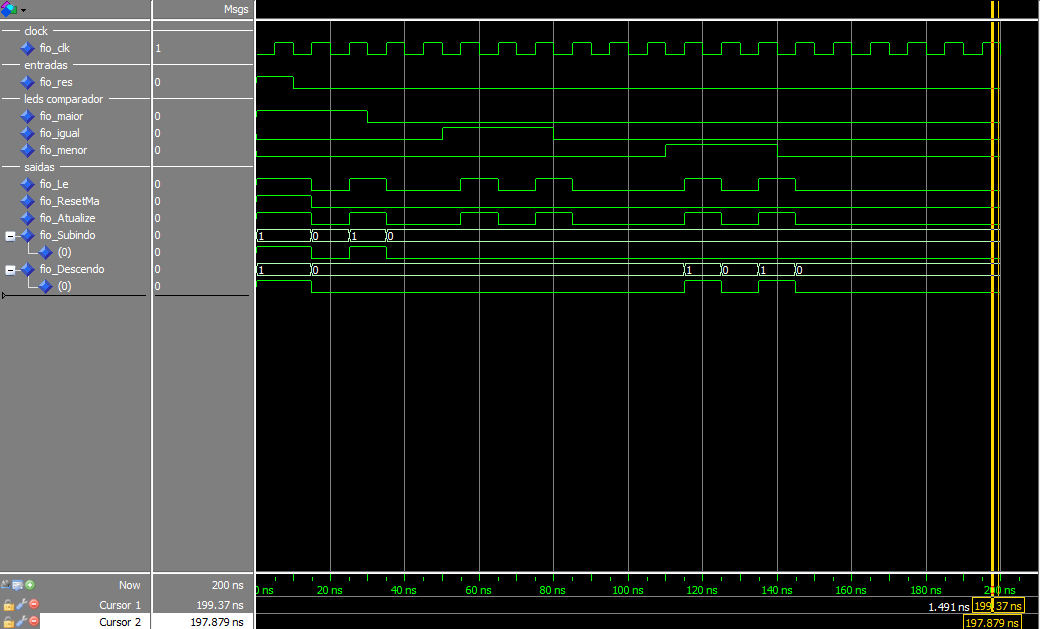 Msgs
clock
fio_clk 1
entradas
fio_res 0
leds comparador
fio_maior 0
fio_igual 0
fio_menor 0
saidas
fio_Le 0
fio_ResetMa 0
fio_Atualize 0
fio_Subindo 0 1 0 1 0
(0) 0
fio_Descendo 0 1 0 1 0 1 0
(0) 0
Now 200 ns 0 ns 20 ns 40 ns 60 ns 80 ns 100 ns 120 ns 140 ns 160 ns 180 ns 200 ns
Cursor 1 199.37 ns 1.491 ns 199.37 ns
Cursor 2 197.879 ns 197.879 ns